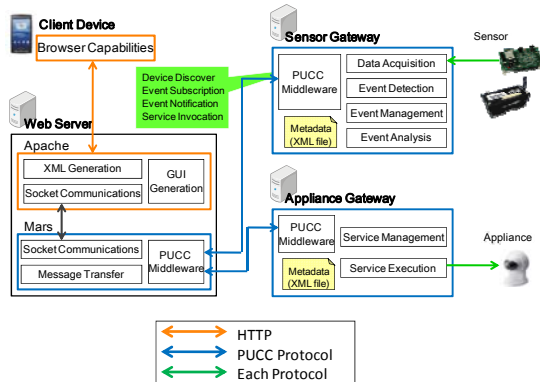 Client Device
Browser Capabilities
Device Discover
Event Subscription
Event Notification
Service Invocation
Sensor Gateway
PUCC
Middleware
Metadata
(XML file)
Data Acquisition
Event Detection
Event Management
Event Analysis
Sensor
Web Server
Apache
XML Generation
Socket Communications
GUI
Generation
Mars
Socket Communications
Message Transfer
PUCC
Middleware
Appliance Gateway
PUCC
Middleware
Metadata
(XML file)
Service Management
Service Execution
Appliance
HTTP
PUCC Protocol
Each Protocol